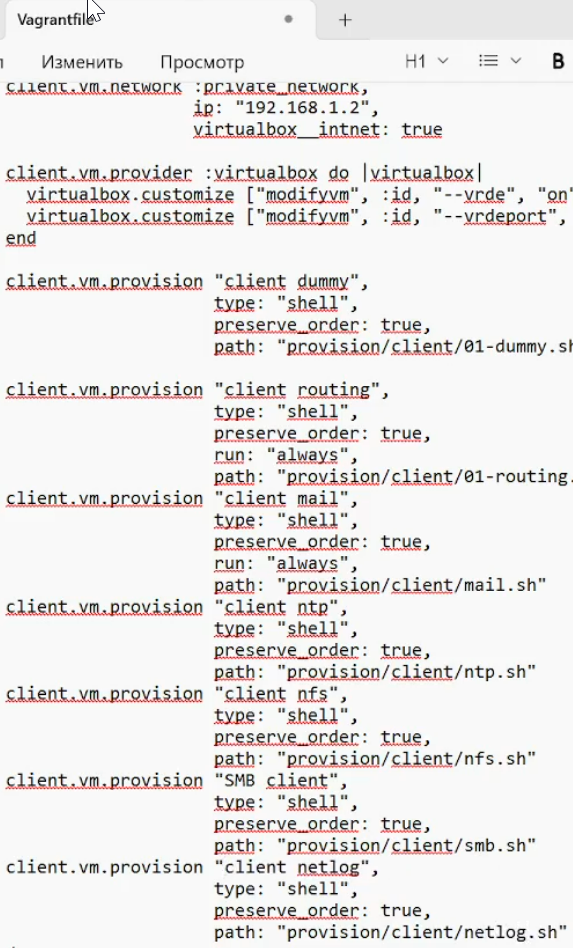 Vagrantfile
Изменить Просмотр H1 B
client.vm.network :private_network,
ip: "192.168.1.2",
virtualbox__intnet: true
client.vm.provider :virtualbox do |virtualbox|
virtualbox.customize ["modifyvm", :id, "--vrde", "on"
virtualbox.customize ["modifyvm", :id, "--vrdeport",
end
client.vm.provision "client dummy",
type: "shell",
preserve_order: true,
path: "provision/client/01-dummy.sh
client.vm.provision "client routing",
type: "shell",
preserve_order: true,
run: "always",
path: "provision/client/01-routing.
client.vm.provision "client mail",
type: "shell",
preserve_order: true,
run: "always",
path: "provision/client/mail.sh"
client.vm.provision "client ntp",
type: "shell",
preserve_order: true,
path: "provision/client/ntp.sh"
client.vm.provision "client nfs",
type: "shell",
preserve_order: true,
path: "provision/client/nfs.sh"
client.vm.provision "SMB client",
type: "shell",
preserve_order: true,
path: "provision/client/smb.sh"
client.vm.provision "client netlog",
type: "shell",
preserve_order: true,
path: "provision/client/netlog.sh"